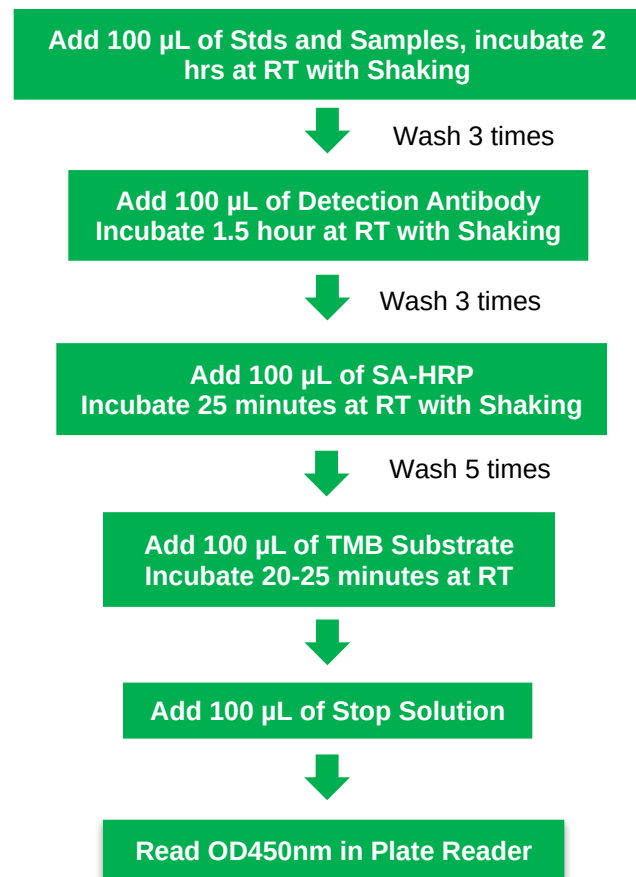 Add 100 µL of Stds and Samples, incubate 2
hrs at RT with Shaking
Wash 3 times
Add 100 µL of Detection Antibody
Incubate 1.5 hour at RT with Shaking
Wash 3 times
Add 100 µL of SA-HRP
Incubate 25 minutes at RT with Shaking
Wash 5 times
Add 100 µL of TMB Substrate
Incubate 20-25 minutes at RT
Add 100 µL of Stop Solution
Read OD450nm in Plate Reader